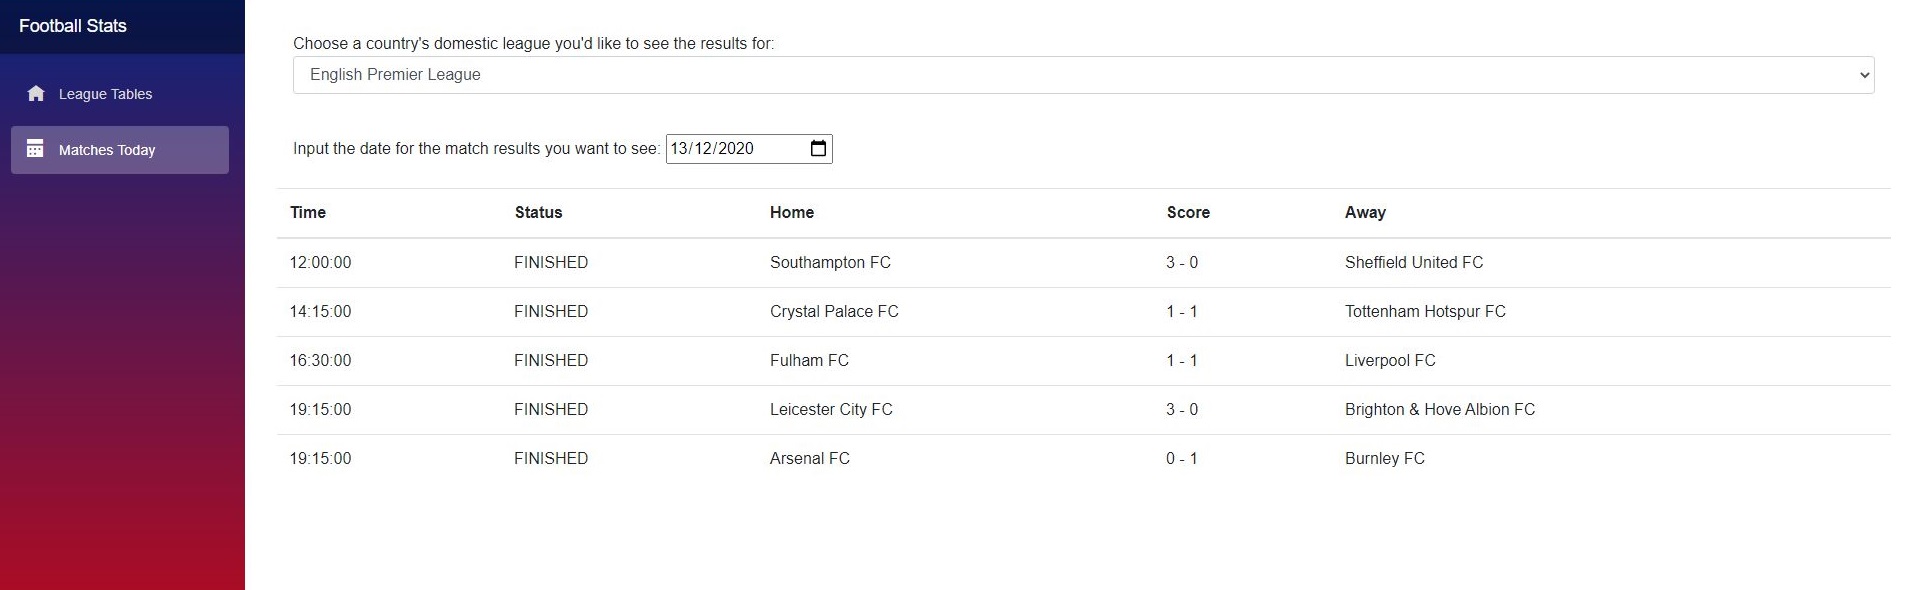 Football Stats
League Tables
Matches Today
Choose a country's domestic league you'd like to see the results for:
English Premier League
Input the date for the match results you want to see: 13/12/2020
Time Status Home Score Away
12:00:00 FINISHED Southampton FC 3 - 0 Sheffield United FC
14:15:00 FINISHED Crystal Palace FC 1 - 1 Tottenham Hotspur FC
16:30:00 FINISHED Fulham FC 1 - 1 Liverpool FC
19:15:00 FINISHED Leicester City FC 3 - 0 Brighton & Hove Albion FC
19:15:00 FINISHED Arsenal FC 0 - 1 Burnley FC